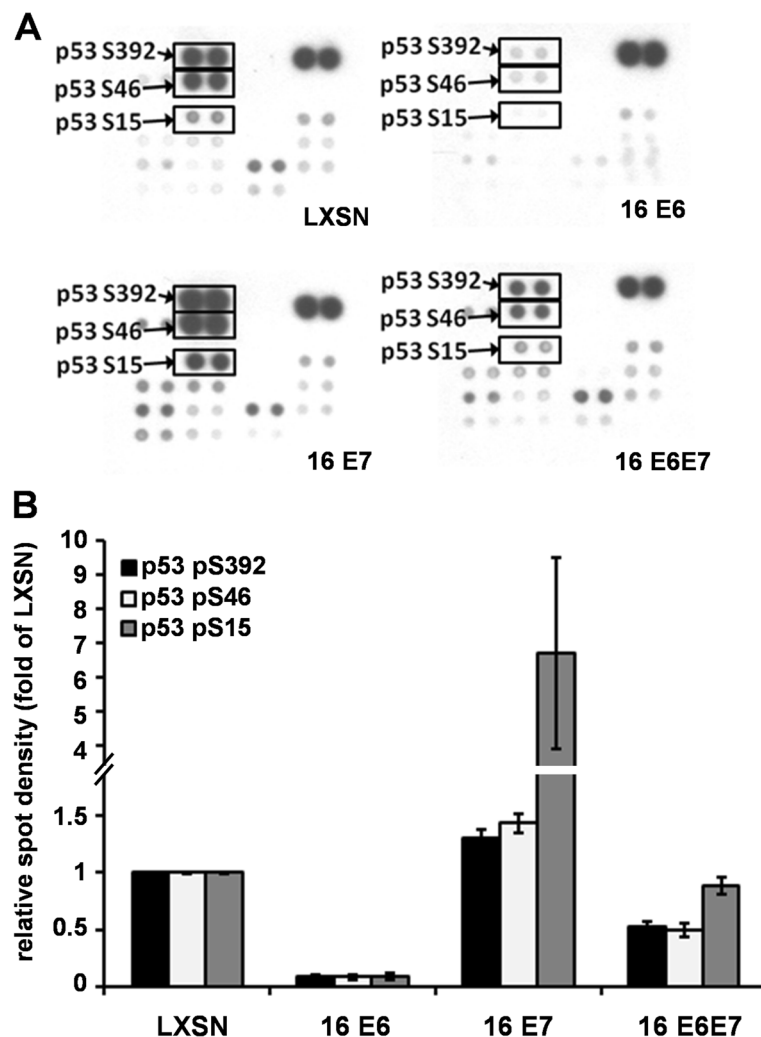 A
p53 S392
p53 S46
p53 S15
LXSN
p53 S392
p53 S46
p53 S15
16 E6
p53 S392
p53 S46
p53 S15
16 E7
p53 S392
p53 S46
p53 S15
16 E6E7
B
relative spot density (fold of LXSN)
10
9
8
7
6
5
4
1.5
1
0.5
0
p53 pS392
p53 pS46
p53 pS15
LXSN
16 E6
16 E7
16 E6E7